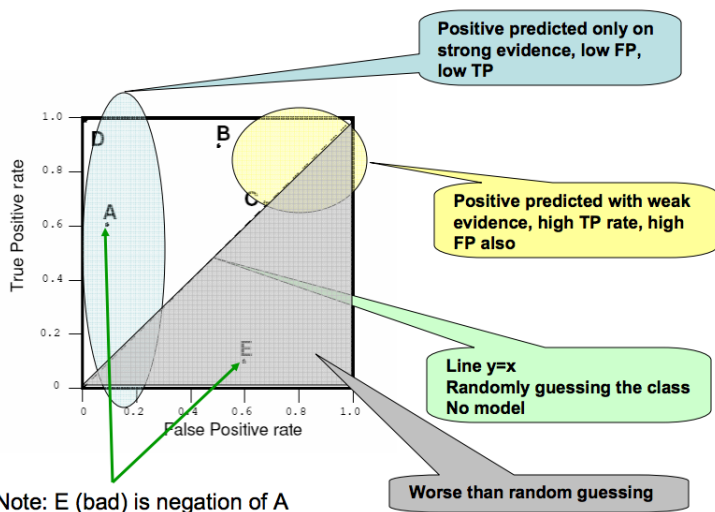 Positive predicted only on
strong evidence, low FP,
low TP
1.0
D
B
0.8
Positive predicted with weak
evidence, high TP rate, high
FP also
C
A
0.6
True Positive rate
0.4
E
0.2
Line y=x
Randomly guessing the class
No model
0
0 0.2 0.4 0.6 0.8 1.0
False Positive rate
Worse than random guessing
Note: E (bad) is negation of A